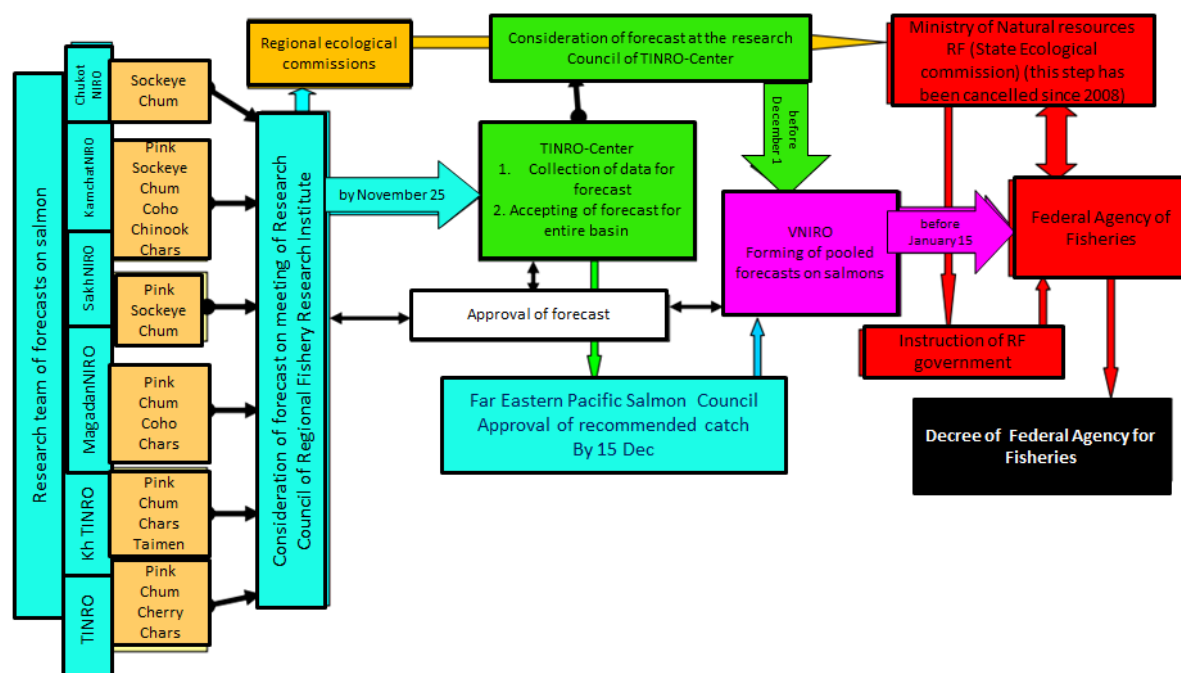 Research team of forecasts on salmon
Chukot
NIRO
KamchatNIRO
SakhNIRO
MagadanNIRO
Kh TINRO
TINRO
Sockeye
Chum
Pink
Sockeye
Chum
Coho
Chinook
Chars
Pink
Sockeye
Chum
Pink
Chum
Coho
Chars
Pink
Chum
Chars
Taimen
Pink
Chum
Cherry
Chars
Consideration of forecast on meeting of Research
Council of Regional Fishery Research Institute
Regional ecological
commissions
by November 25
Consideration of forecast at the research
Council of TINRO-Center
TINRO-Center
1. Collection of data for
forecast
2. Accepting of forecast for
entire basin
Approval of forecast
Far Eastern Pacific Salmon Council
Approval of recommended catch
By 15 Dec
before
December 1
VNIRO
Forming of pooled
forecasts on salmons
before
January 15
Ministry of Natural resources
RF (State Ecological
commission) (this step has
been cancelled since 2008)
Federal Agency of
Fisheries
Instruction of RF
government
Decree of Federal Agency for
Fisheries